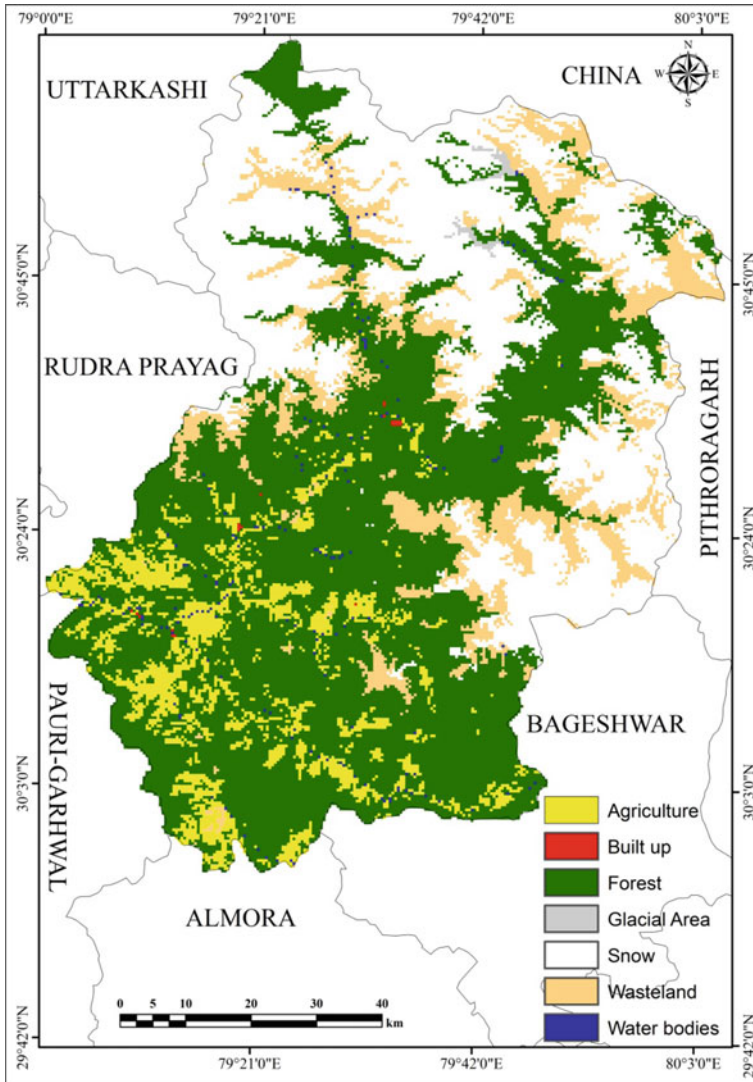 79°0'0"E
79°21'0"E
79°42'0"E
80°3'0"E
UTTARKASHI
CHINA
N
W
E
S
30°45'0"N
30°45'0"N
RUDRA PRAYAG
PITHRORAGARH
30°24'0"N
30°24'0"N
PAURI-GARHWAL
BAGESHWAR
30°3'0"N
30°3'0"N
ALMORA
Agriculture
Built up
Forest
Glacial Area
Snow
Wasteland
Water bodies
0 5 10 20 30 40
km
29°42'0"N
29°42'0"N
79°21'0"E
79°42'0"E
80°3'0"E